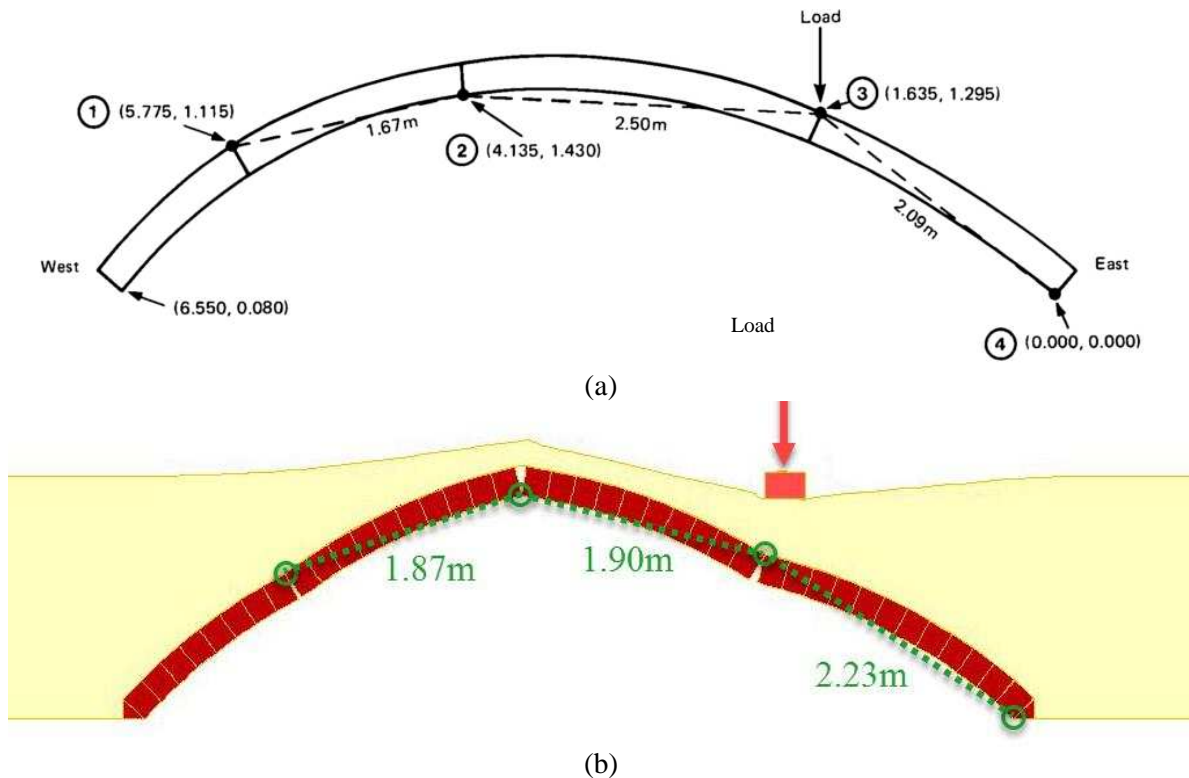 Load
1 (5.775, 1.115)
3 (1.635, 1.295)
1.67m
2.50m
2 (4.135, 1.430)
2.09m
West
East
(6.550, 0.080)
Load
4 (0.000, 0.000)
(a)
1.87m
1.90m
2.23m
(b)